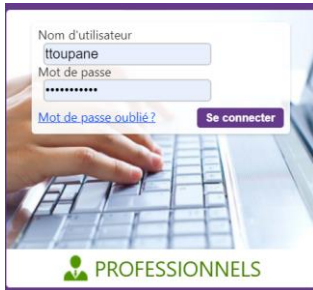 Nom d'utilisateur
ttoupane
Mot de passe
•••••••••••
Mot de passe oublié ?
Se connecter
PROFESSIONNELS